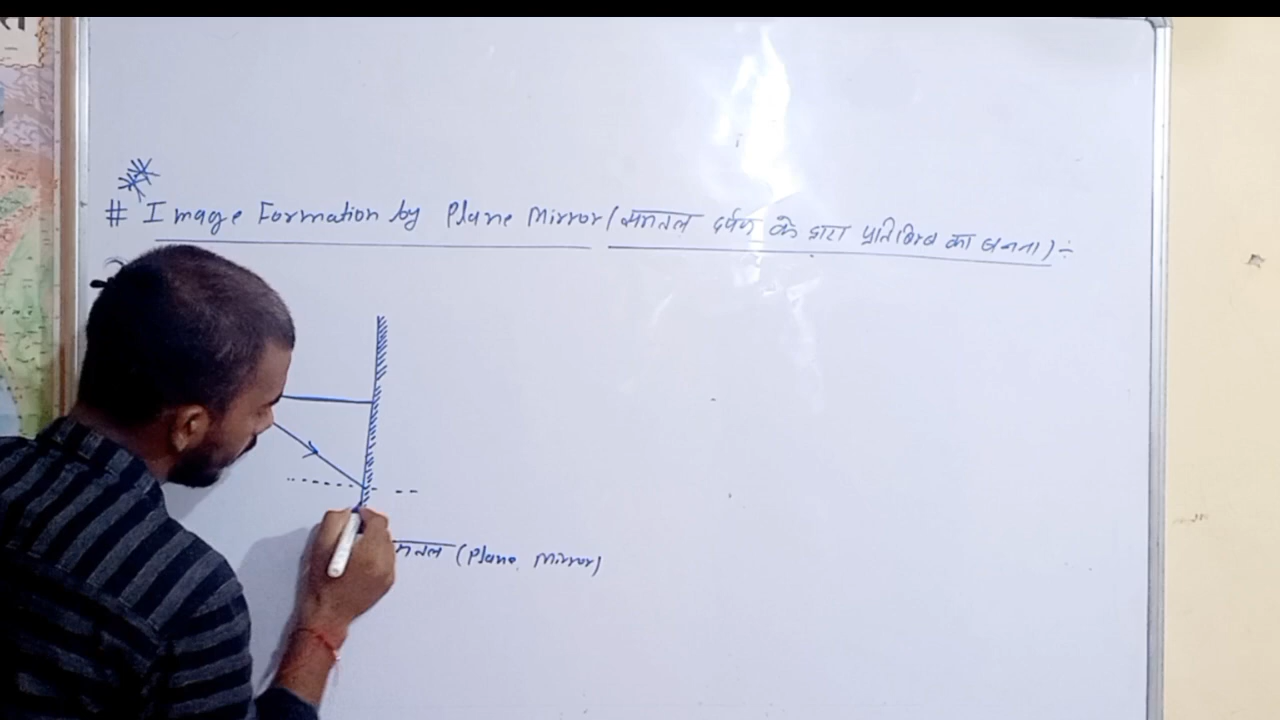 # Image Formation by Plane Mirror (समतल दर्पण के द्वारा प्रतिबिम्ब का बनना) ÷
(Plane Mirror)